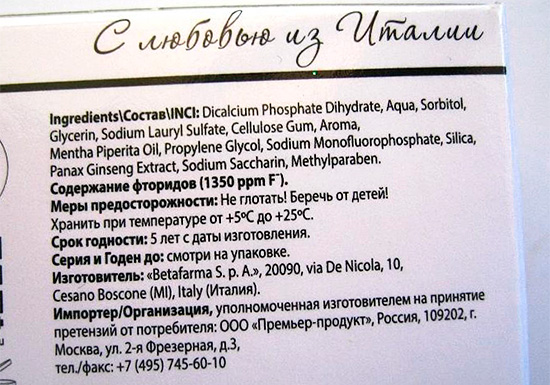 С любовью из Италии
Ingredients\Состав\INCI: Dicalcium Phosphate Dihydrate, Aqua, Sorbitol,
Glycerin, Sodium Lauryl Sulfate, Cellulose Gum, Aroma,
Mentha Piperita Oil, Propylene Glycol, Sodium Monofluorophosphate, Silica,
Panax Ginseng Extract, Sodium Saccharin, Methylparaben.
Содержание фторидов (1350 ppm F⁻).
Меры предосторожности: Не глотать! Беречь от детей!
Хранить при температуре от +5ºС до +25ºС.
Срок годности: 5 лет с даты изготовления.
Серия и Годен до: смотри на упаковке.
Изготовитель: «Betafarma S. p. A.», 20090, via De Nicola, 10,
Cesano Boscone (MI), Italy (Италия).
Импортер/Организация, уполномоченная изготовителем на принятие
претензий от потребителя: ООО «Премьер-продукт», Россия, 109202, г.
Москва, ул. 2-я Фрезерная, д.3,
тел./факс: +7 (495) 745-60-10